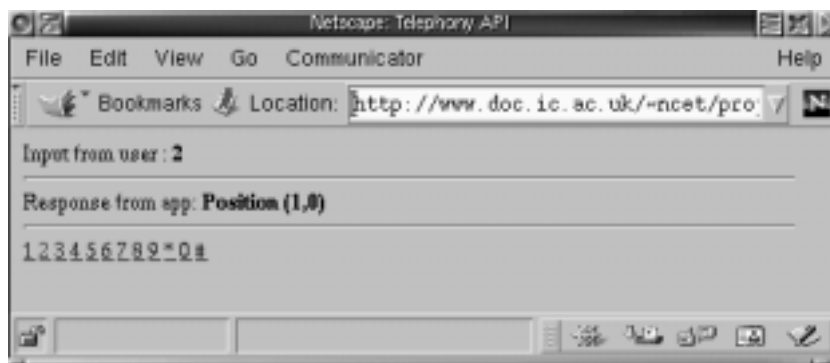 Netscape: Telephony API
File Edit View Go Communicator Help
Bookmarks Location: http://www.doc.ic.ac.uk/~ncet/pro
Input from user : 2
Response from app: Position (1,0)
1 2 3 4 5 6 7 8 9 * 0 #